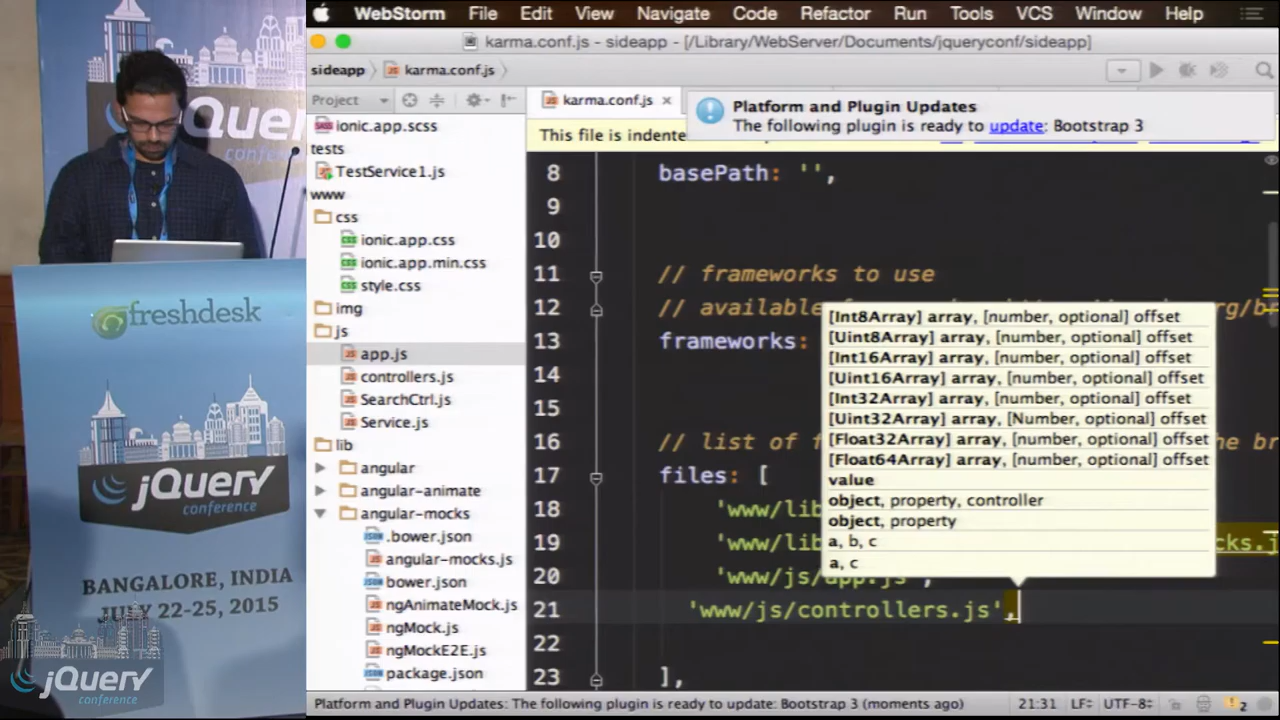 WebStorm File Edit View Navigate Code Refactor Run Tools VCS Window Help
karma.conf.js - sideapp - [/Library/WebServer/Documents/jqueryconf/sideapp]
sideapp karma.conf.js
Project
karma.conf.js
Platform and Plugin Updates
The following plugin is ready to update: Bootstrap 3
This file is indente
ionic.app.scss
tests
TestService1.js
www
css
ionic.app.css
ionic.app.min.css
style.css
img
js
app.js
controllers.js
SearchCtrl.js
Service.js
lib
angular
angular-animate
angular-mocks
.bower.json
angular-mocks.js
bower.json
ngAnimateMock.js
ngMock.js
ngMockE2E.js
package.json
8 basePath: '',
9
10
11 // frameworks to use
12 // available f
13 frameworks:
14
15
16 // list of f he br
17 files: [
18 'www/lib
19 'www/lib cks.j
20 'www/js/app.js',
21 'www/js/controllers.js',
22
23 ],
[Int8Array] array, [number, optional] offset
[Uint8Array] array, [number, optional] offset
[Int16Array] array, [number, optional] offset
[Uint16Array] array, [number, optional] offset
[Int32Array] array, [number, optional] offset
[Uint32Array] array, [Number, optional] offset
[Float32Array] array, [number, optional] offset
[Float64Array] array, [number, optional] offset
value
object, property, controller
object, property
a, b, c
a, c
Platform and Plugin Updates: The following plugin is ready to update: Bootstrap 3 (moments ago) 21:31 LF UTF-8 2
jQue
confe
freshdesk
jQuery
conference
BANGALORE, INDIA
JULY 22-25, 2015
jQuery
conference